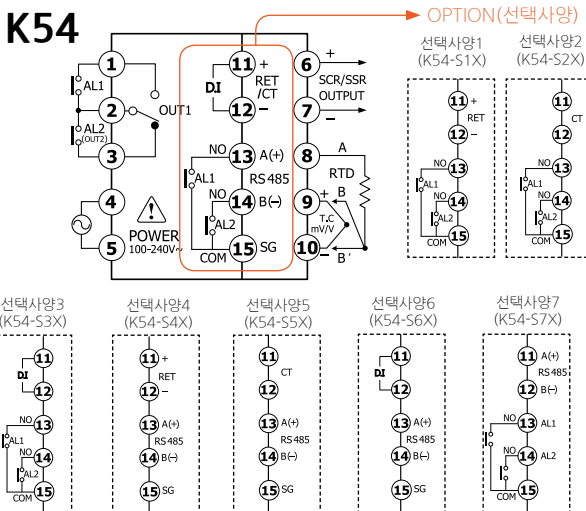 K54
OPTION(선택사양)
1
AL1
2
OUT1
AL2
(OUT2)
3
4
5
POWER
100-240V~
11 +
D.I
RET
/CT
12 −
NO 13 A(+)
AL1
RS485
NO 14 B(−)
AL2
COM 15 SG
6 +
SCR/SSR
OUTPUT
7 −
8 A
RTD
9 + B
T.C
mV/V
10 − B'
선택사양1
(K54-S1X)
11 +
RET
12 −
NO 13
AL1
NO 14
AL2
COM 15
선택사양2
(K54-S2X)
11
CT
12
NO 13
AL1
NO 14
AL2
COM 15
선택사양3
(K54-S3X)
11
D.I
12
NO 13
AL1
NO 14
AL2
COM 15
선택사양4
(K54-S4X)
11 +
RET
12 −
13 A(+)
RS485
14 B(−)
15 SG
선택사양5
(K54-S5X)
11
CT
12
13 A(+)
RS485
14 B(−)
15 SG
선택사양6
(K54-S6X)
11
D.I
12
13 A(+)
RS485
14 B(−)
15 SG
선택사양7
(K54-S7X)
11 A(+)
RS485
12 B(−)
NO 13 AL1
NO 14 AL2
COM 15